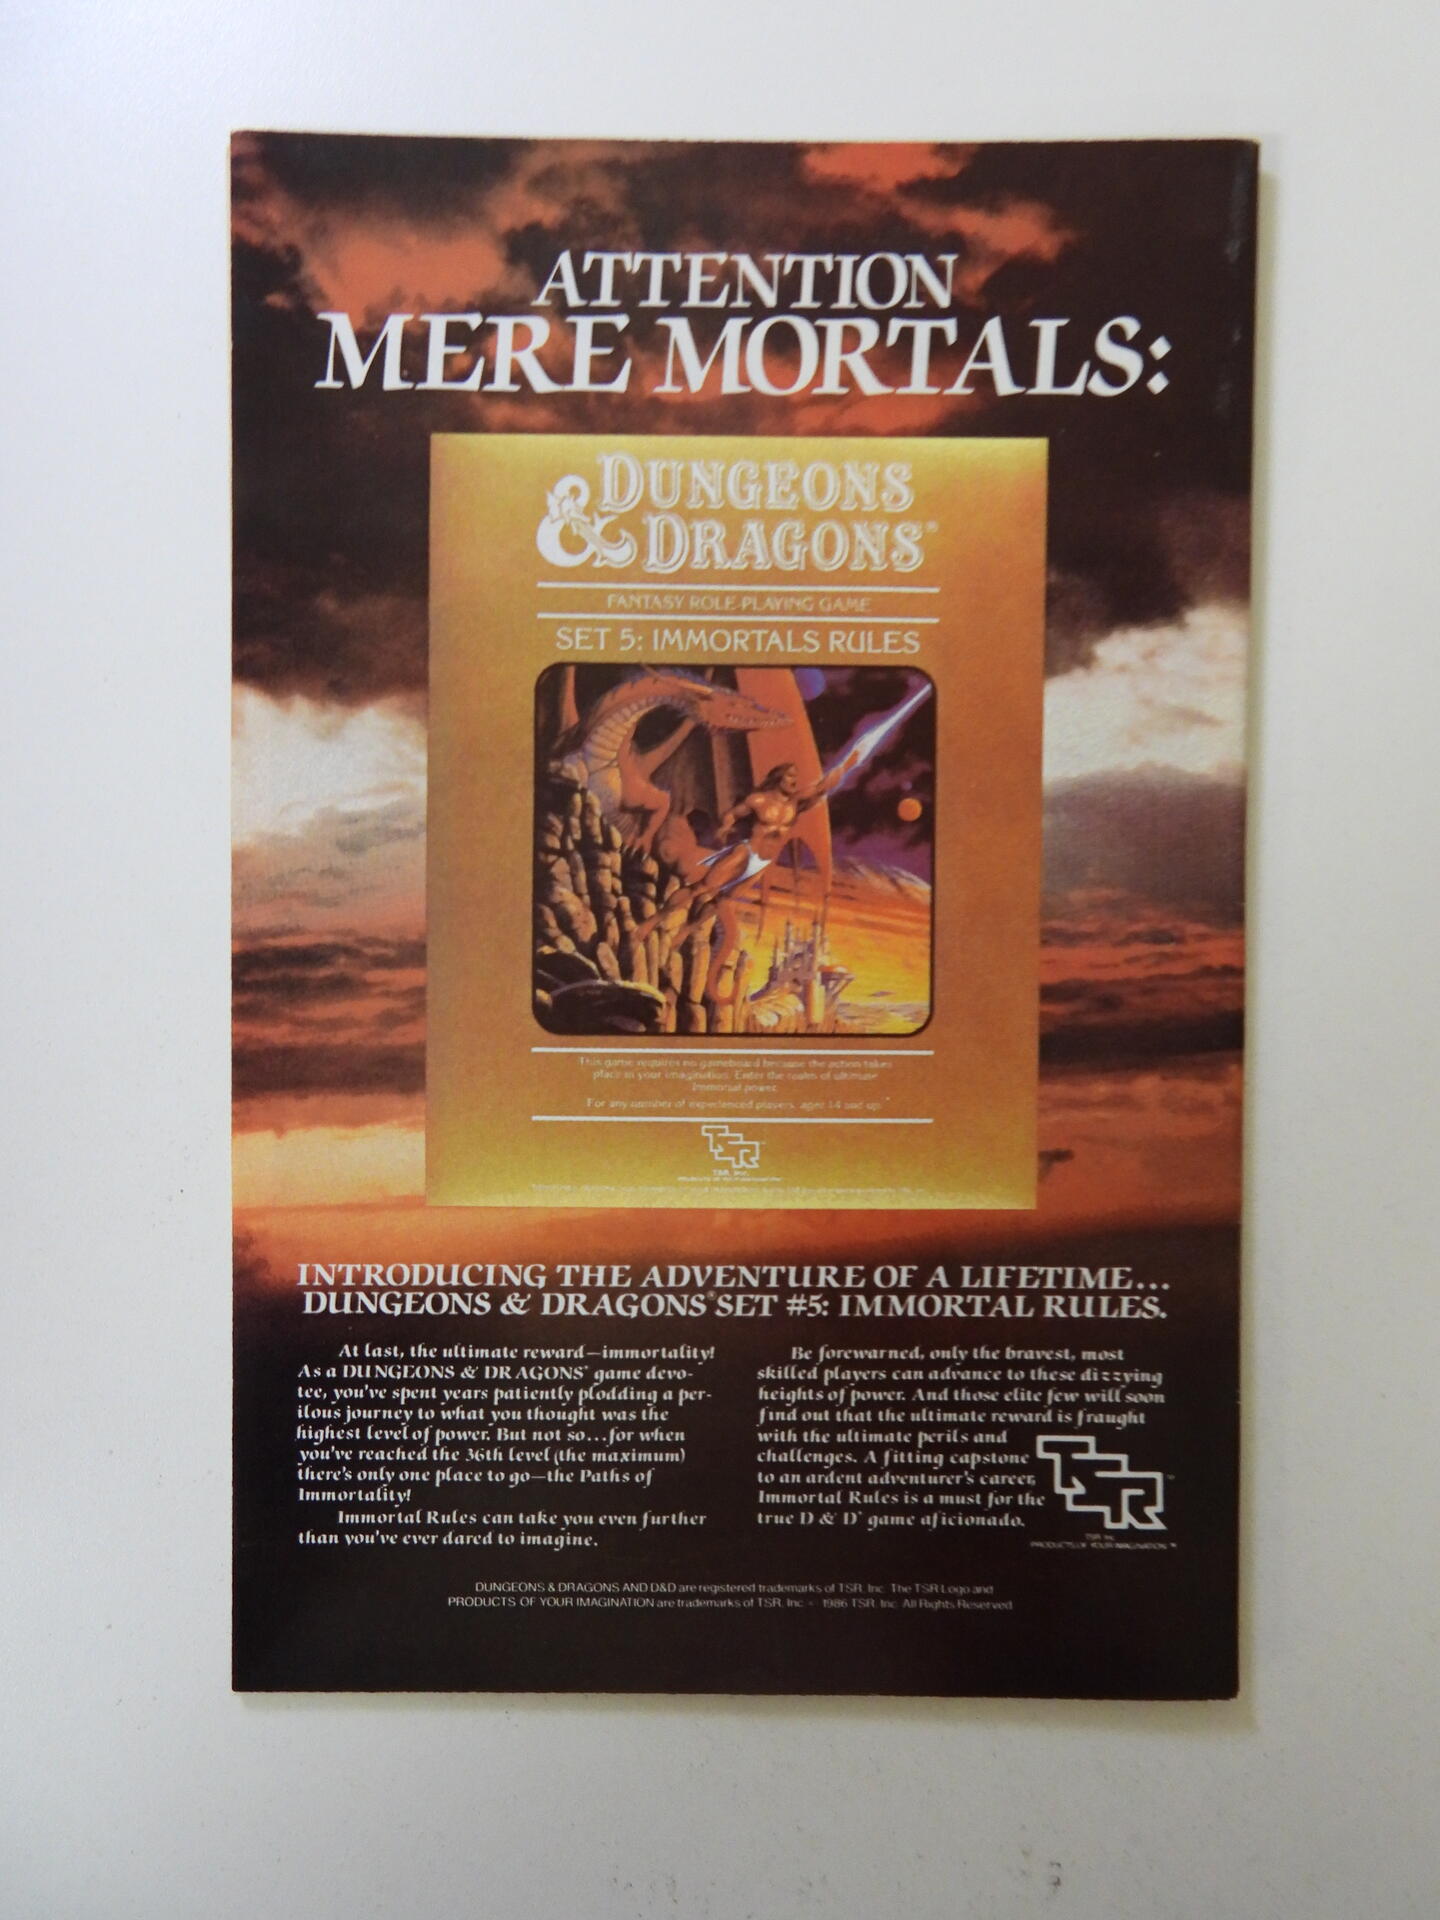 ATTENTION
MERE MORTALS:
DUNGEONS
& DRAGONS®
FANTASY ROLE-PLAYING GAME
SET 5: IMMORTALS RULES
This game requires no gameboard because the action takes
place in your imagination. Enter the realm of ultimate
Immortal power.
For any number of experienced players, ages 14 and up.
TSR
TSR, Inc.
INTRODUCING THE ADVENTURE OF A LIFETIME...
DUNGEONS & DRAGONS® SET #5: IMMORTAL RULES.
At last, the ultimate reward—immortality!
As a DUNGEONS & DRAGONS® game devo-
tee, you've spent years patiently plodding a per-
ilous journey to what you thought was the
highest level of power. But not so...for when
you've reached the 36th level (the maximum)
there's only one place to go—the Paths of
Immortality!
Immortal Rules can take you even further
than you've ever dared to imagine.
Be forewarned, only the bravest, most
skilled players can advance to these dizzying
heights of power. And those elite few will soon
find out that the ultimate reward is fraught
with the ultimate perils and
challenges. A fitting capstone
to an ardent adventurer's career,
Immortal Rules is a must for the
true D & D® game aficionado.
TSR™
TSR, Inc.
PRODUCTS OF YOUR IMAGINATION™
DUNGEONS & DRAGONS AND D&D are registered trademarks of TSR, Inc. The TSR Logo and
PRODUCTS OF YOUR IMAGINATION are trademarks of TSR, Inc. © 1986 TSR, Inc. All Rights Reserved